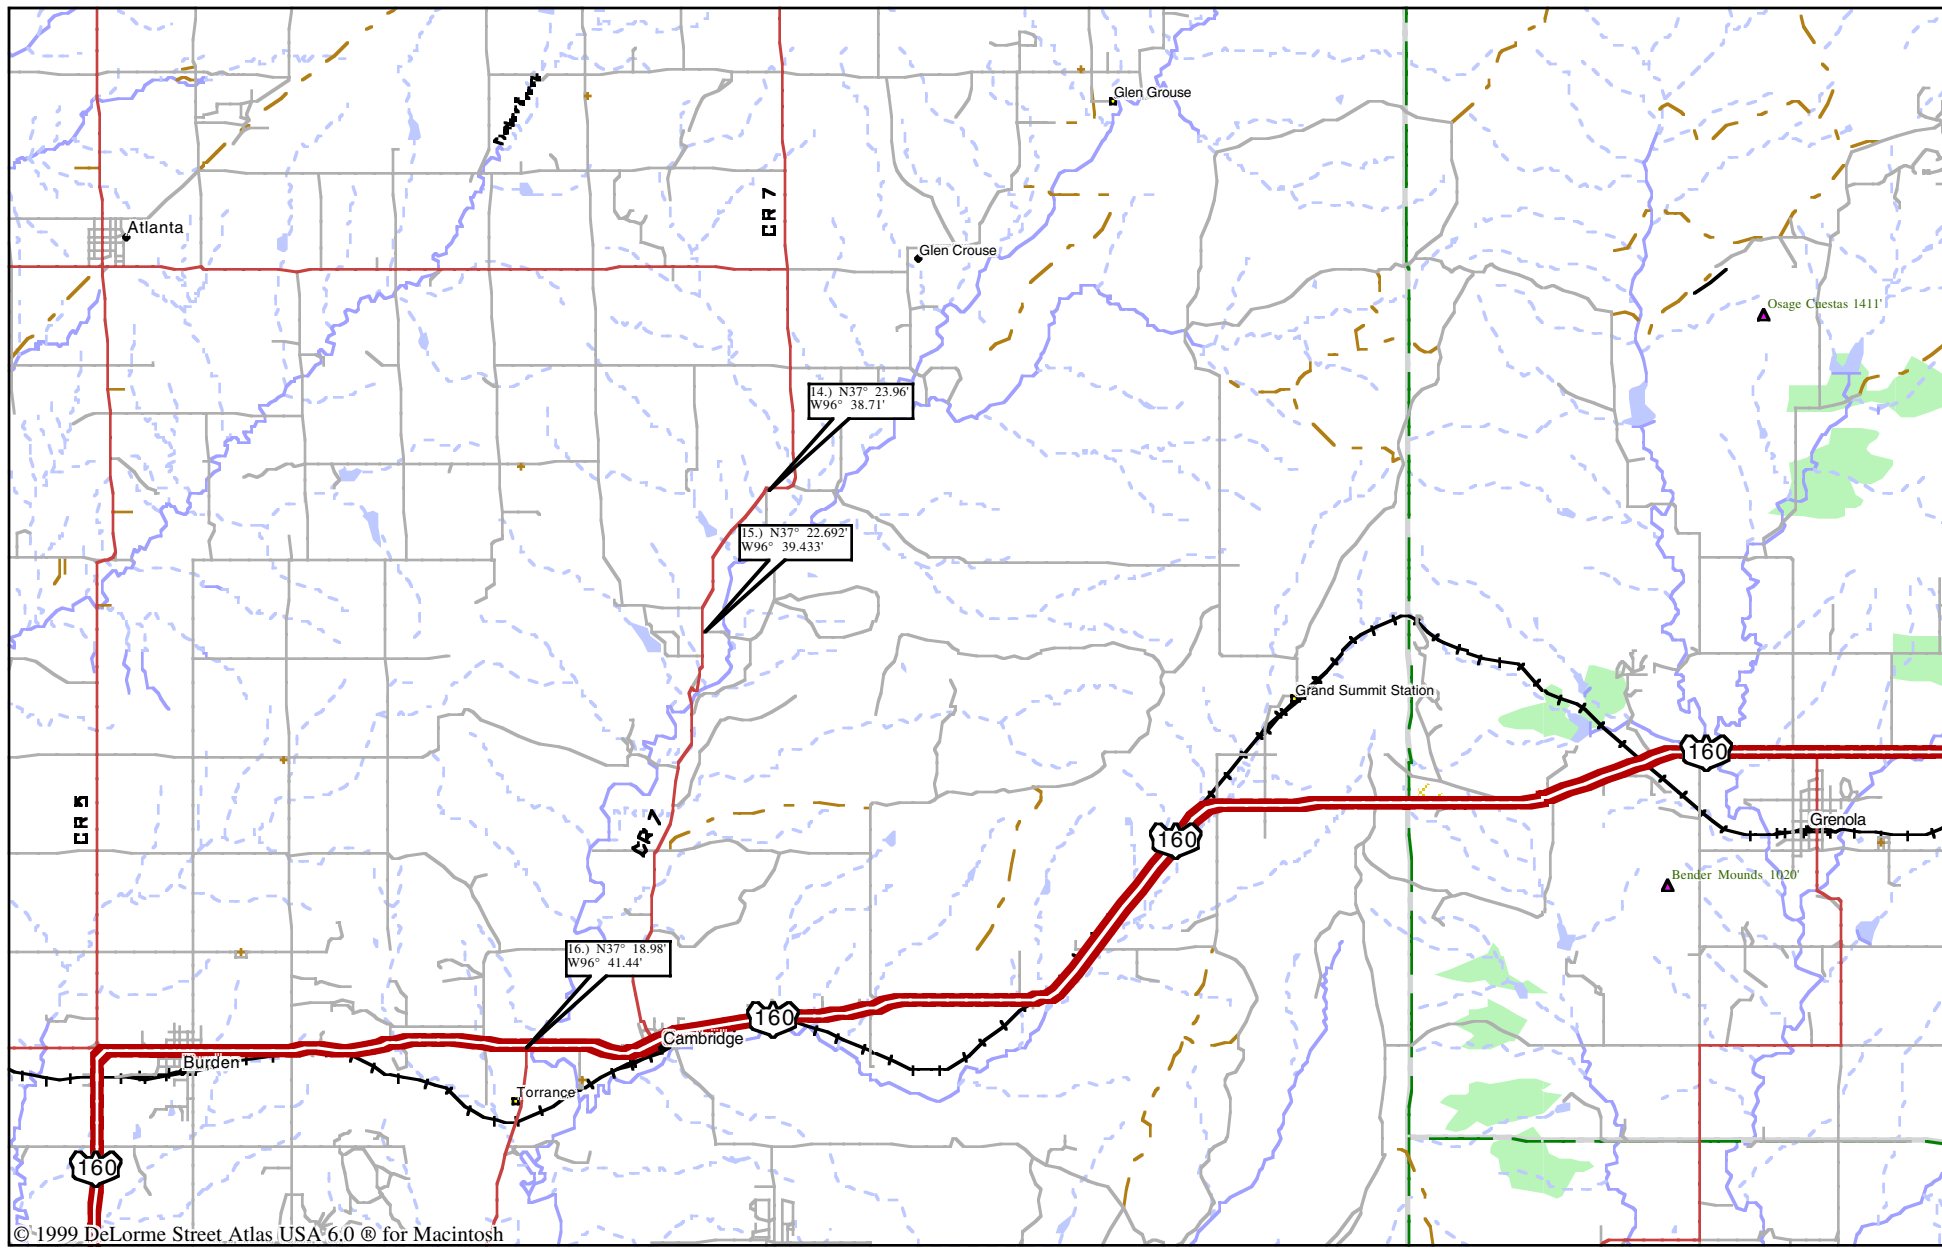 Glen Grouse
CR 7
Atlanta
Glen Crouse
Osage Cuestas 1411'
14.) N37° 23.96'
W96° 38.71'
15.) N37° 22.692'
W96° 39.433'
Grand Summit Station
160
CR 5
CR 7
160
Grenola
Bender Mounds 1020'
16.) N37° 18.98'
W96° 41.44'
160
Cambridge
Burden
Torrance
160
© 1999 DeLorme Street Atlas USA 6.0 ® for Macintosh